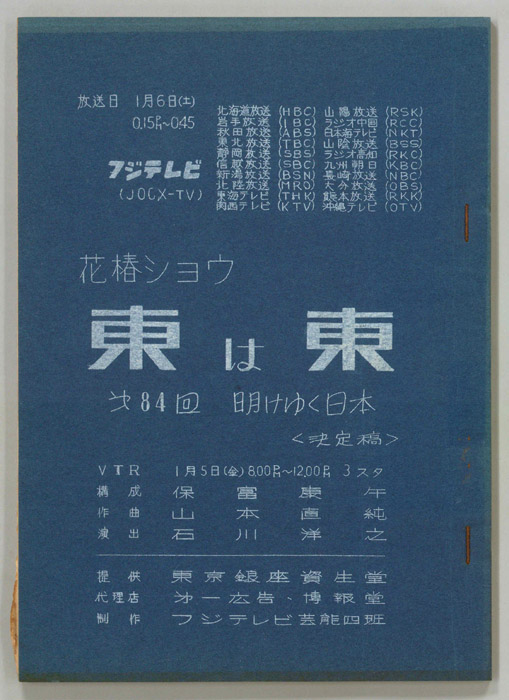 放送日 1月6日(土)
0.15PM~0.45
フジテレビ
(JOCX-TV)
北海道放送(HBC) 山陽放送(RSK)
岩手放送(IBC) ラジオ中国(RCC)
秋田放送(ABS) 日本海テレビ(NKT)
東北放送(TBC) 山陰放送(BSS)
静岡放送(SBS) ラジオ高知(RKC)
信越放送(SBC) 九州朝日(KBC)
新潟放送(BSN) 長崎放送(NBC)
北陸放送(MRO) 大分放送(OBS)
東海テレビ(THK) 熊本放送(RKK)
関西テレビ(KTV) 沖縄テレビ(OTV)
花椿ショウ
東は東
第84回 明けゆく日本
<決定稿>
VTR 1月5日(金)8.00PM~12.00PM 3スタ
構成 保富康午
作曲 山本直純
演出 石川洋之
提供 東京銀座資生堂
代理店 第一広告・博報堂
制作 フジテレビ芸能四班